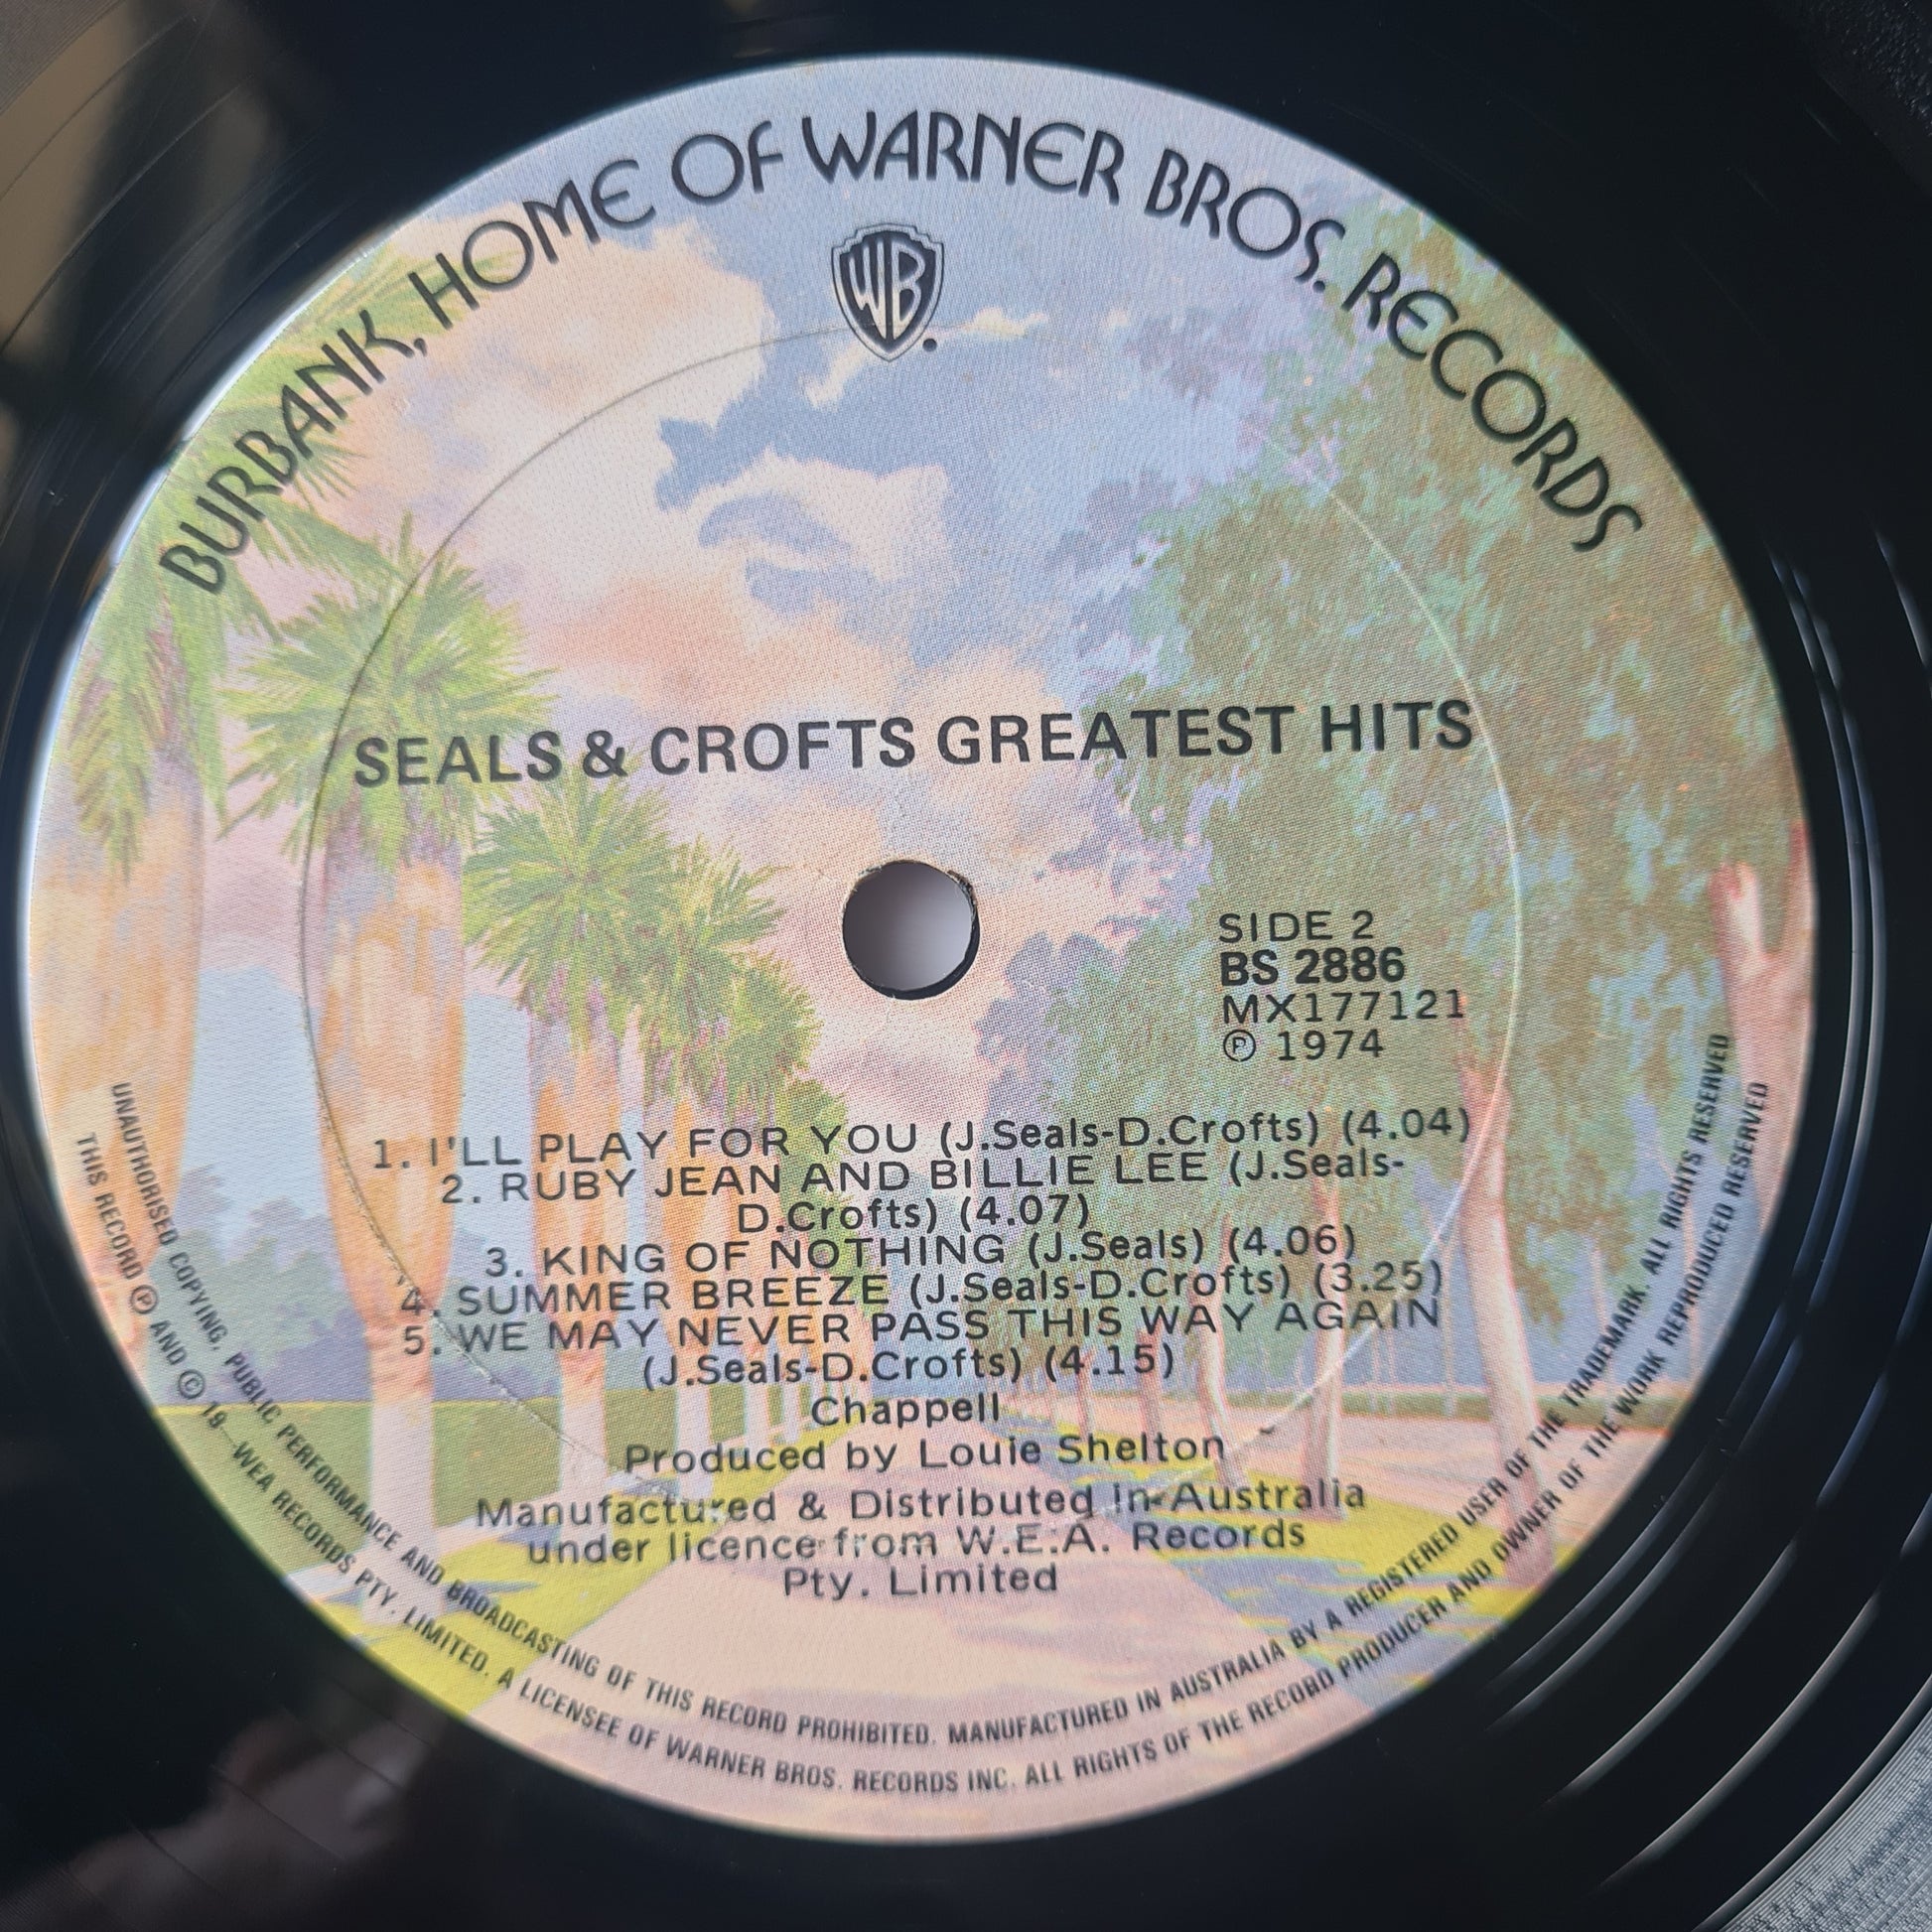 BURBANK, HOME OF WARNER BROS. RECORDS
WB
SEALS & CROFTS GREATEST HITS
SIDE 2
BS 2886
MX177121
℗ 1974
1. I'LL PLAY FOR YOU (J.Seals-D.Crofts) (4.04)
2. RUBY JEAN AND BILLIE LEE (J.Seals-
D.Crofts) (4.07)
3. KING OF NOTHING (J.Seals) (4.06)
4. SUMMER BREEZE (J.Seals-D.Crofts) (3.25)
5. WE MAY NEVER PASS THIS WAY AGAIN
(J.Seals-D.Crofts) (4.15)
Chappell
Produced by Louie Shelton
Manufactured & Distributed in Australia
under licence from W.E.A. Records
Pty. Limited
UNAUTHORISED COPYING, PUBLIC PERFORMANCE AND BROADCASTING OF THIS RECORD PROHIBITED. MANUFACTURED IN AUSTRALIA BY A REGISTERED USER OF THE TRADEMARK. ALL RIGHTS RESERVED
THIS RECORD ℗ AND © 19 WEA RECORDS PTY. LIMITED. A LICENSEE OF WARNER BROS. RECORDS INC. ALL RIGHTS OF THE RECORD PRODUCER AND OWNER OF THE WORK REPRODUCED RESERVED